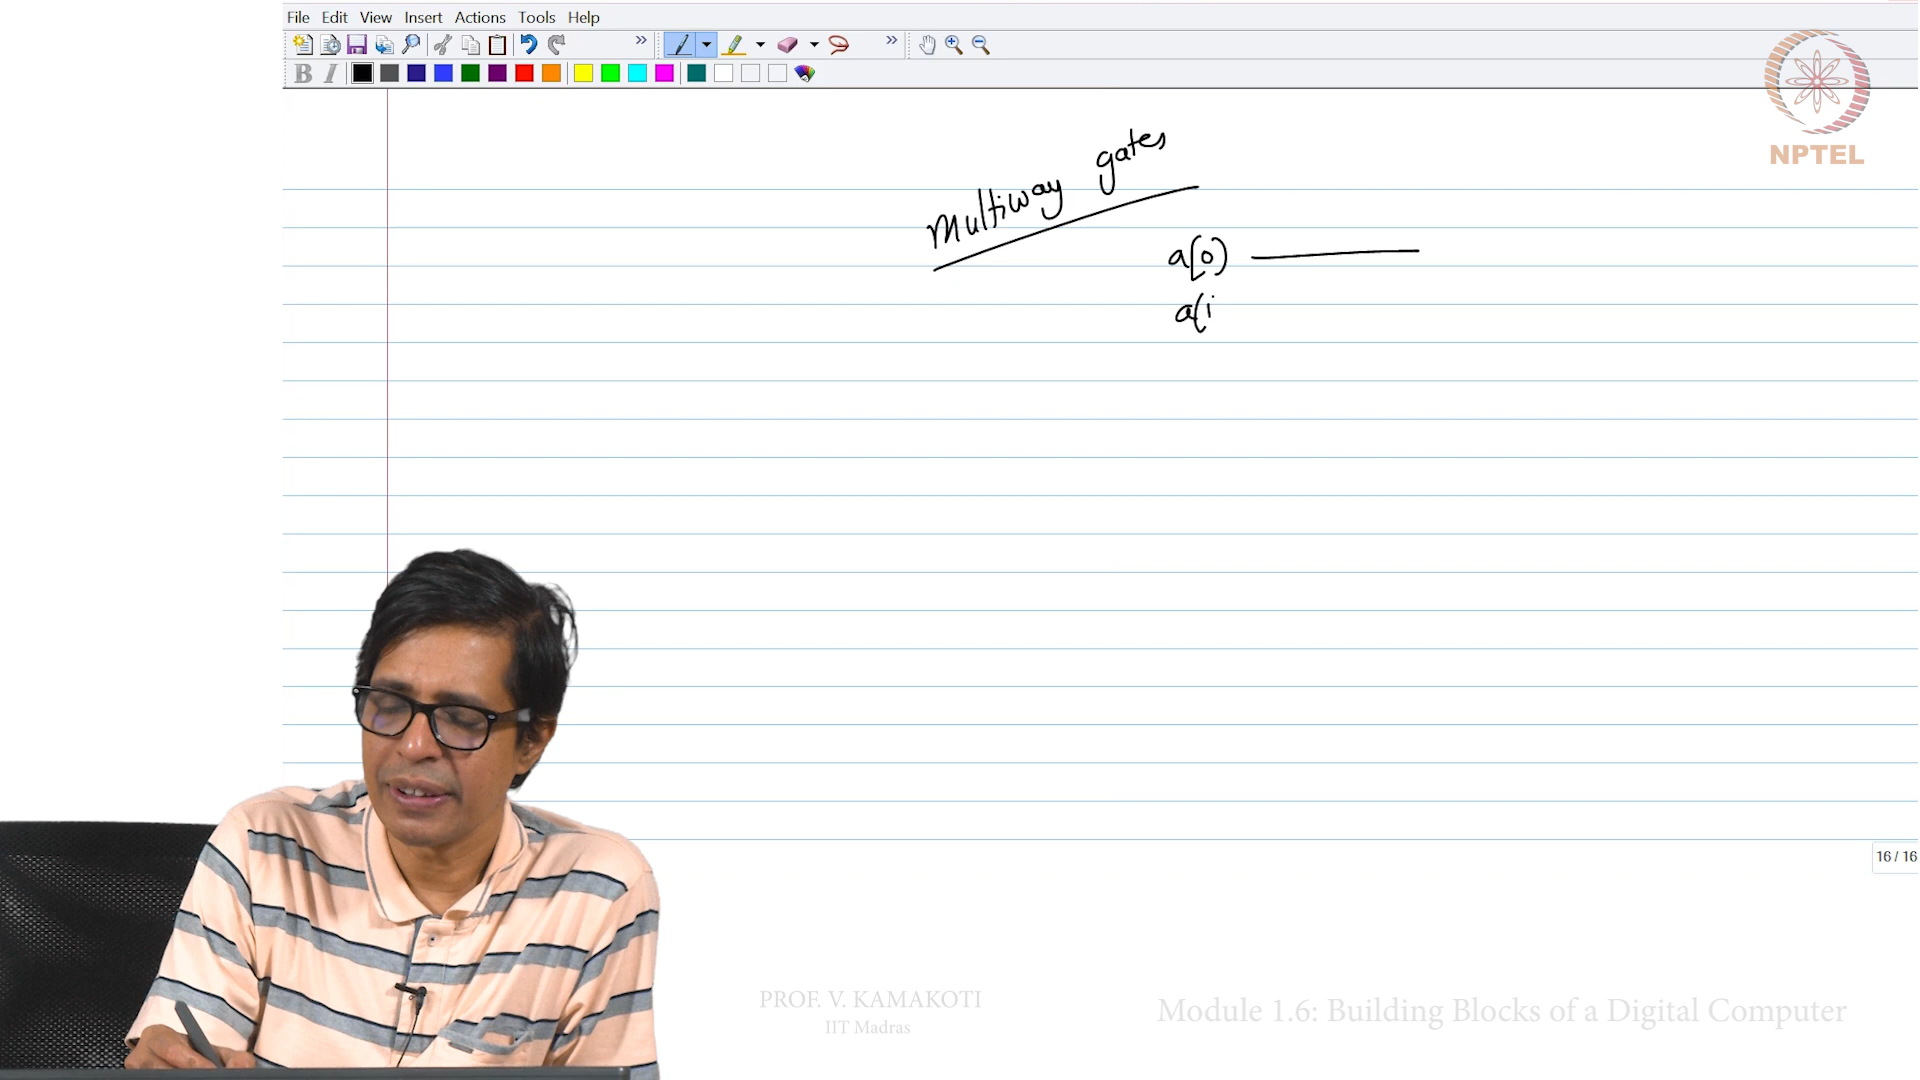 File Edit View Insert Actions Tools Help
B I
NPTEL
Multiway gates
a[0]
a[i
16 / 16
PROF. V. KAMAKOTI
IIT Madras
Module 1.6: Building Blocks of a Digital Computer